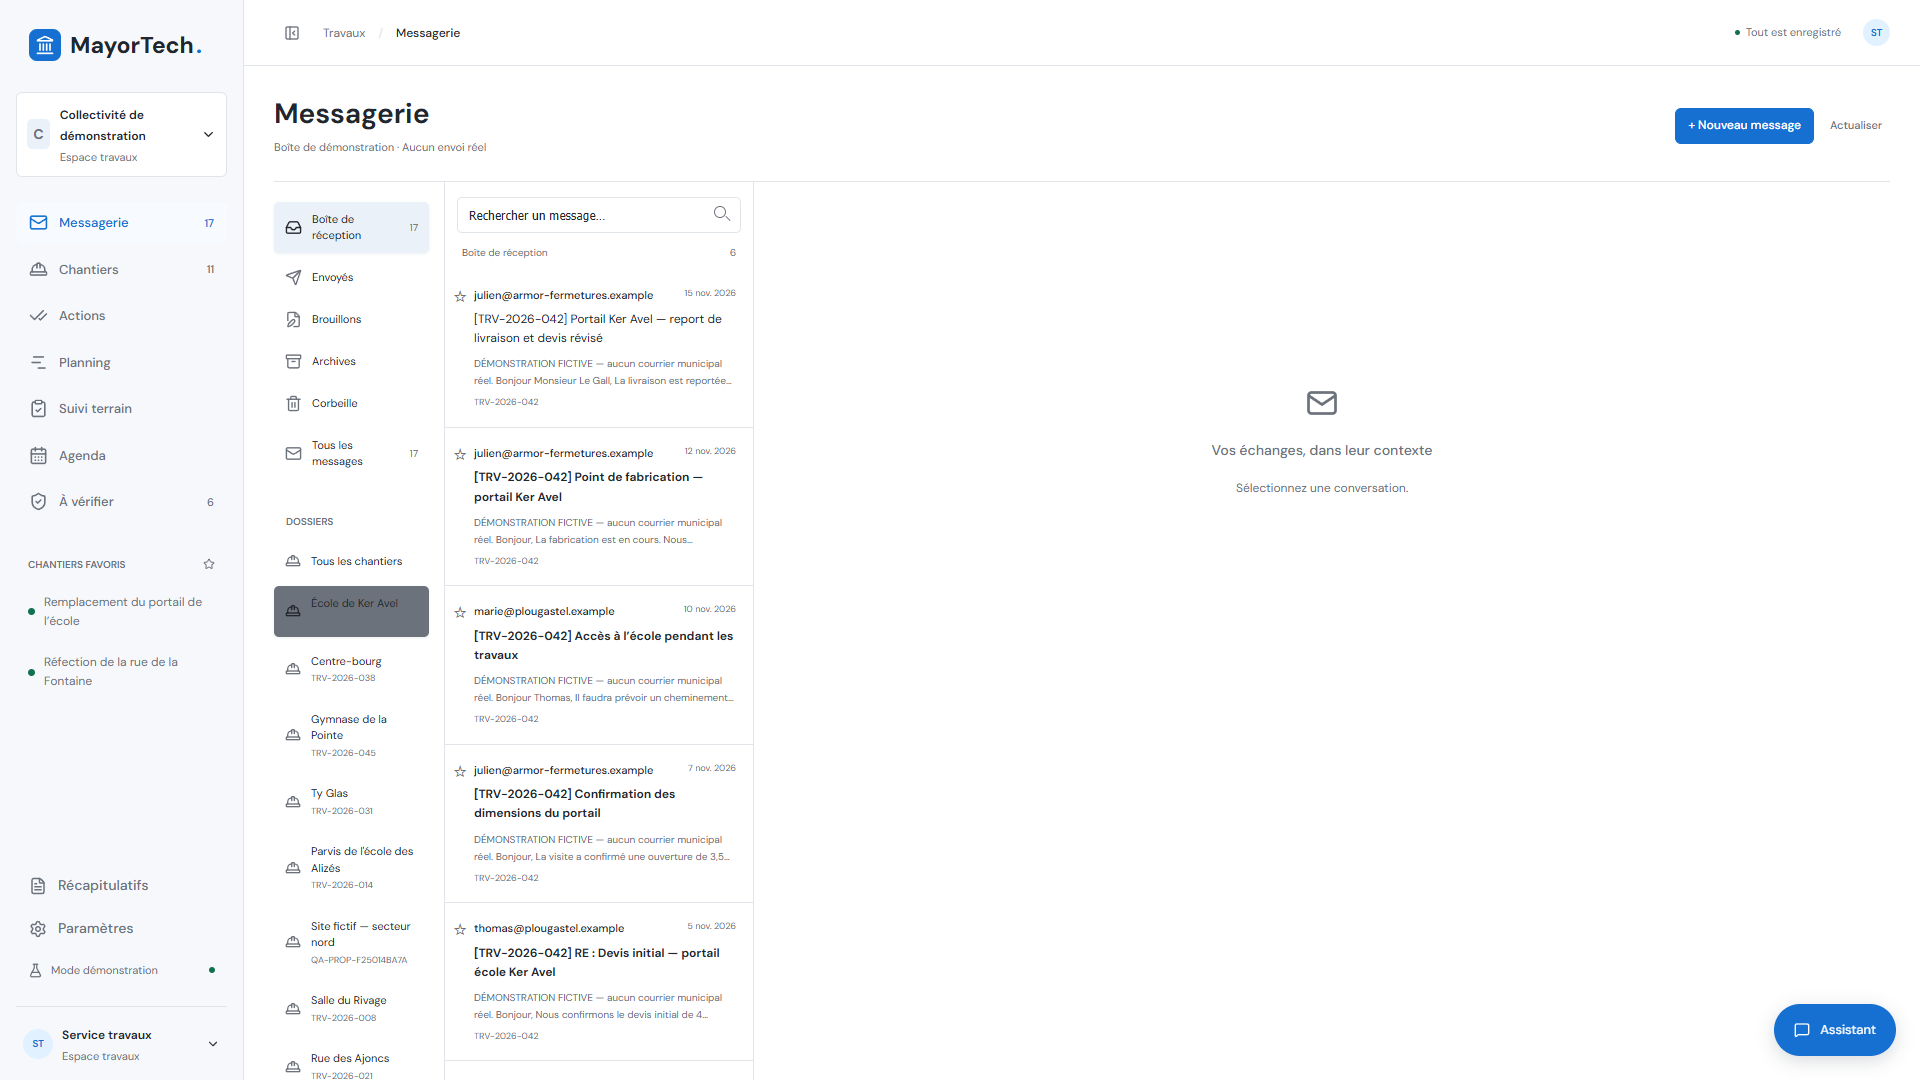 MayorTech.
Travaux / Messagerie
Tout est enregistré
ST
C
Collectivité de
démonstration
Espace travaux
Messagerie 17
Chantiers 11
Actions
Planning
Suivi terrain
Agenda
À vérifier 6
CHANTIERS FAVORIS
Remplacement du portail de
l'école
Réfection de la rue de la
Fontaine
Récapitulatifs
Paramètres
Mode démonstration
ST
Service travaux
Espace travaux
Messagerie
Boîte de démonstration · Aucun envoi réel
+ Nouveau message
Actualiser
Boîte de
réception 17
Envoyés
Brouillons
Archives
Corbeille
Tous les
messages 17
DOSSIERS
Tous les chantiers
École de Ker Avel
Centre-bourg
TRV-2026-038
Gymnase de la
Pointe
TRV-2026-045
Ty Glas
TRV-2026-031
Parvis de l'école des
Alizés
TRV-2026-014
Site fictif — secteur
nord
QA-PROP-F25014BA7A
Salle du Rivage
TRV-2026-008
Rue des Ajoncs
TRV-2026-021
Rechercher un message...
Boîte de réception 6
julien@armor-fermetures.example 15 nov. 2026
[TRV-2026-042] Portail Ker Avel — report de
livraison et devis révisé
DÉMONSTRATION FICTIVE — aucun courrier municipal
réel. Bonjour Monsieur Le Gall, La livraison est reportée...
TRV-2026-042
julien@armor-fermetures.example 12 nov. 2026
[TRV-2026-042] Point de fabrication —
portail Ker Avel
DÉMONSTRATION FICTIVE — aucun courrier municipal
réel. Bonjour, La fabrication est en cours. Nous...
TRV-2026-042
marie@plougastel.example 10 nov. 2026
[TRV-2026-042] Accès à l'école pendant les
travaux
DÉMONSTRATION FICTIVE — aucun courrier municipal
réel. Bonjour Thomas, Il faudra prévoir un cheminement...
TRV-2026-042
julien@armor-fermetures.example 7 nov. 2026
[TRV-2026-042] Confirmation des
dimensions du portail
DÉMONSTRATION FICTIVE — aucun courrier municipal
réel. Bonjour, La visite a confirmé une ouverture de 3,5...
TRV-2026-042
thomas@plougastel.example 5 nov. 2026
[TRV-2026-042] RE : Devis initial — portail
école Ker Avel
DÉMONSTRATION FICTIVE — aucun courrier municipal
réel. Bonjour, Nous confirmons le devis initial de 4...
TRV-2026-042
Vos échanges, dans leur contexte
Sélectionnez une conversation.
Assistant